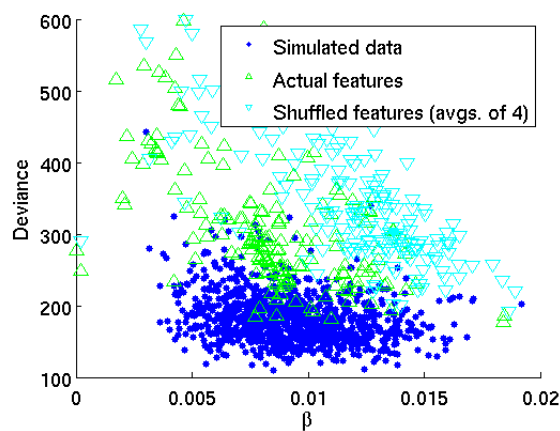 600
500
400
300
200
100
Deviance
Simulated data
Actual features
Shuffled features (avgs. of 4)
0
0.005
0.01
0.015
0.02
β